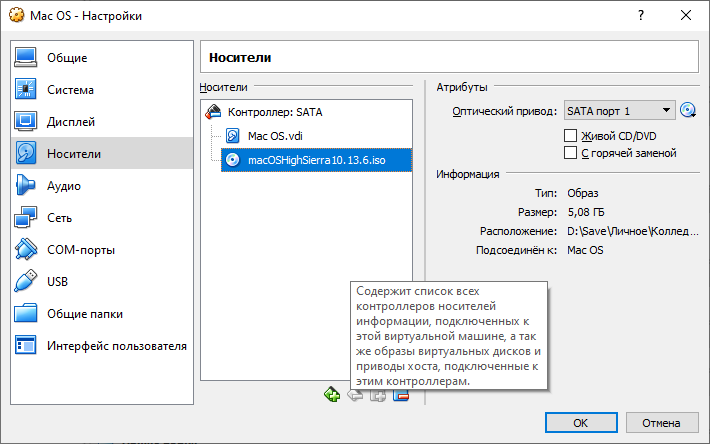 Mac OS - Настройки
?
Общие
Система
Дисплей
Носители
Аудио
Сеть
COM-порты
USB
Общие папки
Интерфейс пользователя
Носители
Носители
Контроллер: SATA
Mac OS.vdi
macOSHighSierra10.13.6.iso
Атрибуты
Оптический привод: SATA порт 1
Живой CD/DVD
С горячей заменой
Информация
Тип: Образ
Размер: 5,08 ГБ
Расположение: D:\Save\Личное\Коллед...
Подсоединён к: Mac OS
Содержит список всех
контроллеров носителей
информации, подключенных к
этой виртуальной машине, а так
же образы виртуальных дисков и
приводы хоста, подключенные к
этим контроллерам.
OK
Отмена